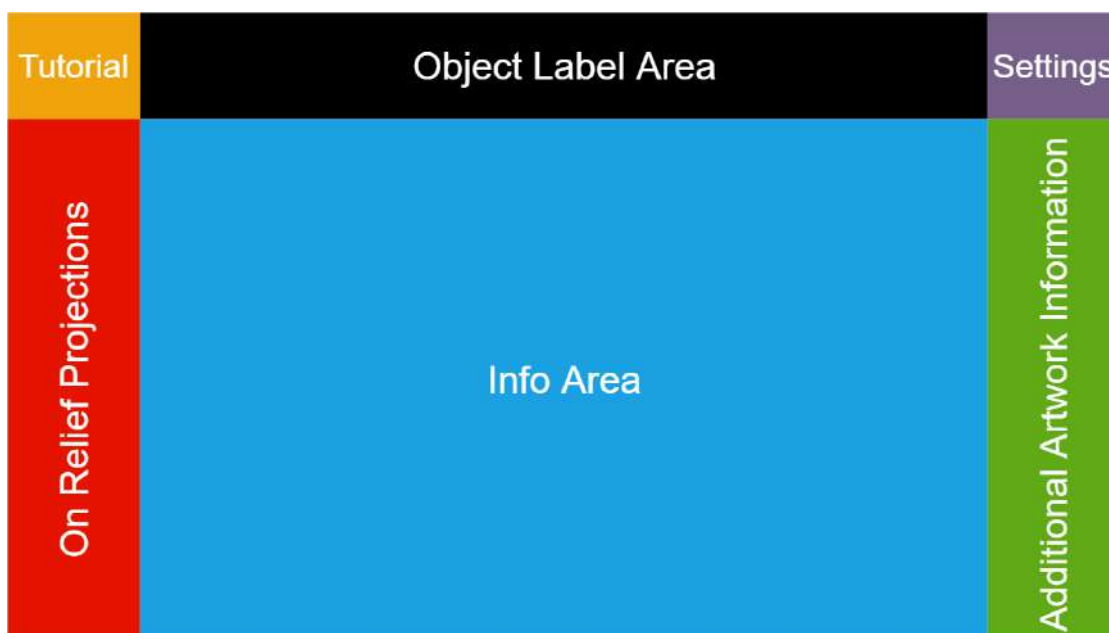 Tutorial
Object Label Area
Settings
On Relief Projections
Info Area
Additional Artwork Information